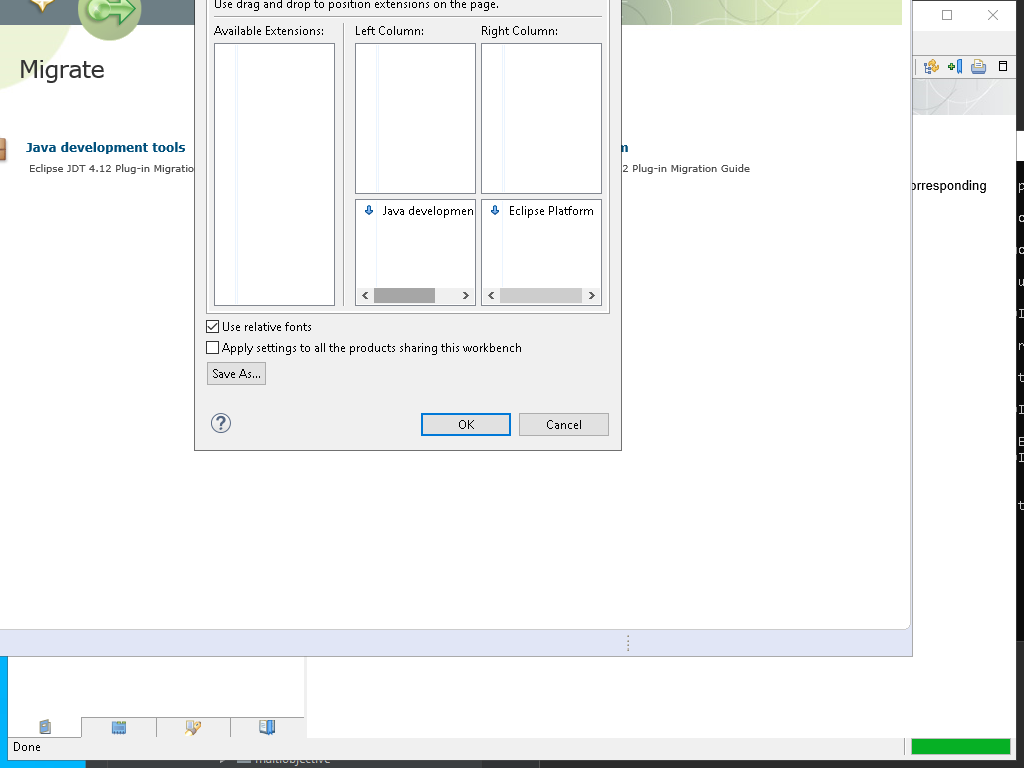 Use drag and drop to position extensions on the page.
Available Extensions:
Left Column:
Right Column:
Migrate
Java development tools
Eclipse JDT 4.12 Plug-in Migratio
2 Plug-in Migration Guide
orresponding
Java developmen
Eclipse Platform
Use relative fonts
Apply settings to all the products sharing this workbench
Save As...
OK
Cancel
Done
multiobjective